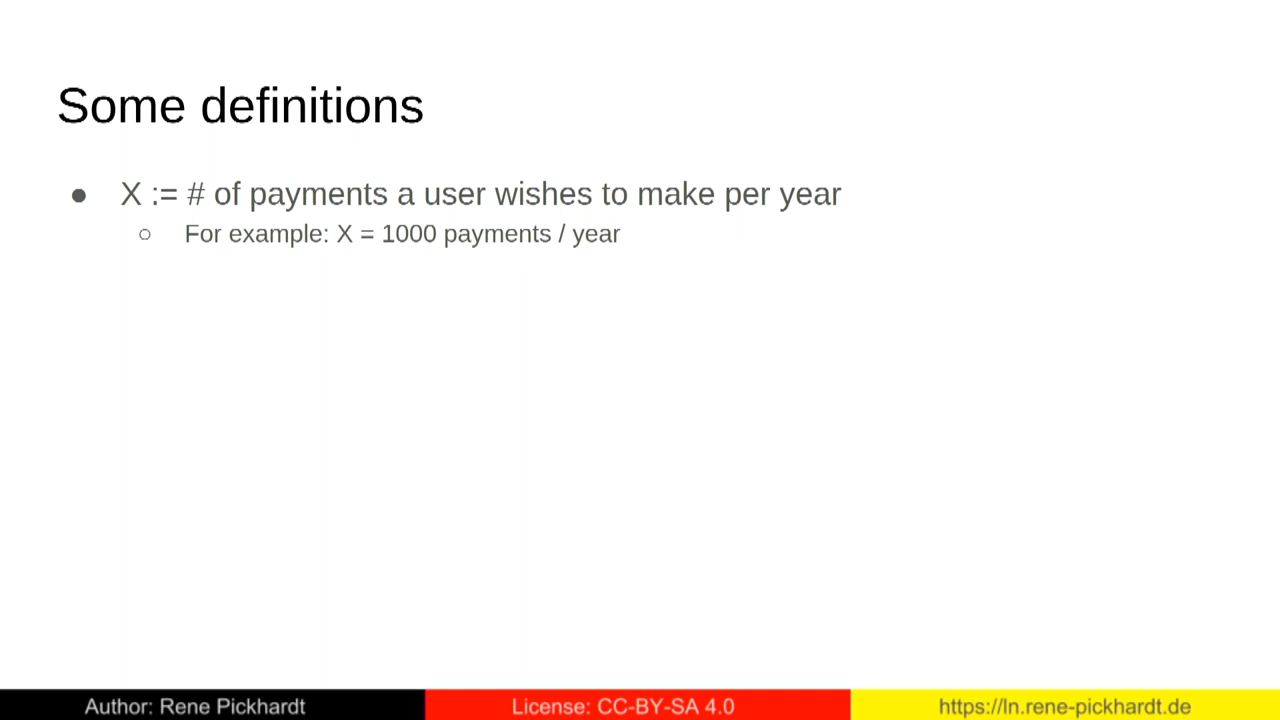 Some definitions
● X := # of payments a user wishes to make per year
○ For example: X = 1000 payments / year
Author: Rene Pickhardt
License: CC-BY-SA 4.0
https://ln.rene-pickhardt.de